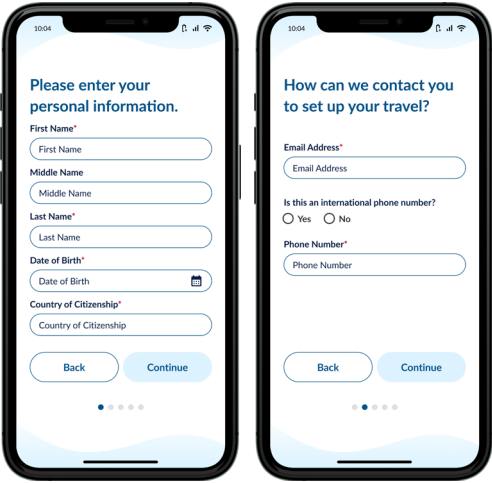 10:04
Please enter your
personal information.
First Name*
First Name
Middle Name
Middle Name
Last Name*
Last Name
Date of Birth*
Date of Birth
Country of Citizenship*
Country of Citizenship
Back Continue
10:04
How can we contact you
to set up your travel?
Email Address*
Email Address
Is this an international phone number?
Yes No
Phone Number*
Phone Number
Back Continue